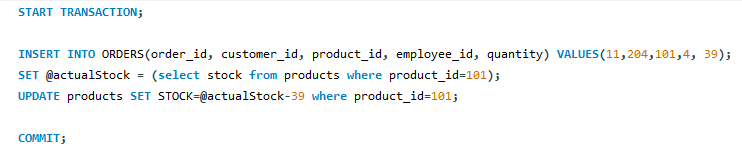 START TRANSACTION;
INSERT INTO ORDERS(order_id, customer_id, product_id, employee_id, quantity) VALUES(11,204,101,4, 39);
SET @actualStock = (select stock from products where product_id=101);
UPDATE products SET STOCK=@actualStock-39 where product_id=101;
COMMIT;